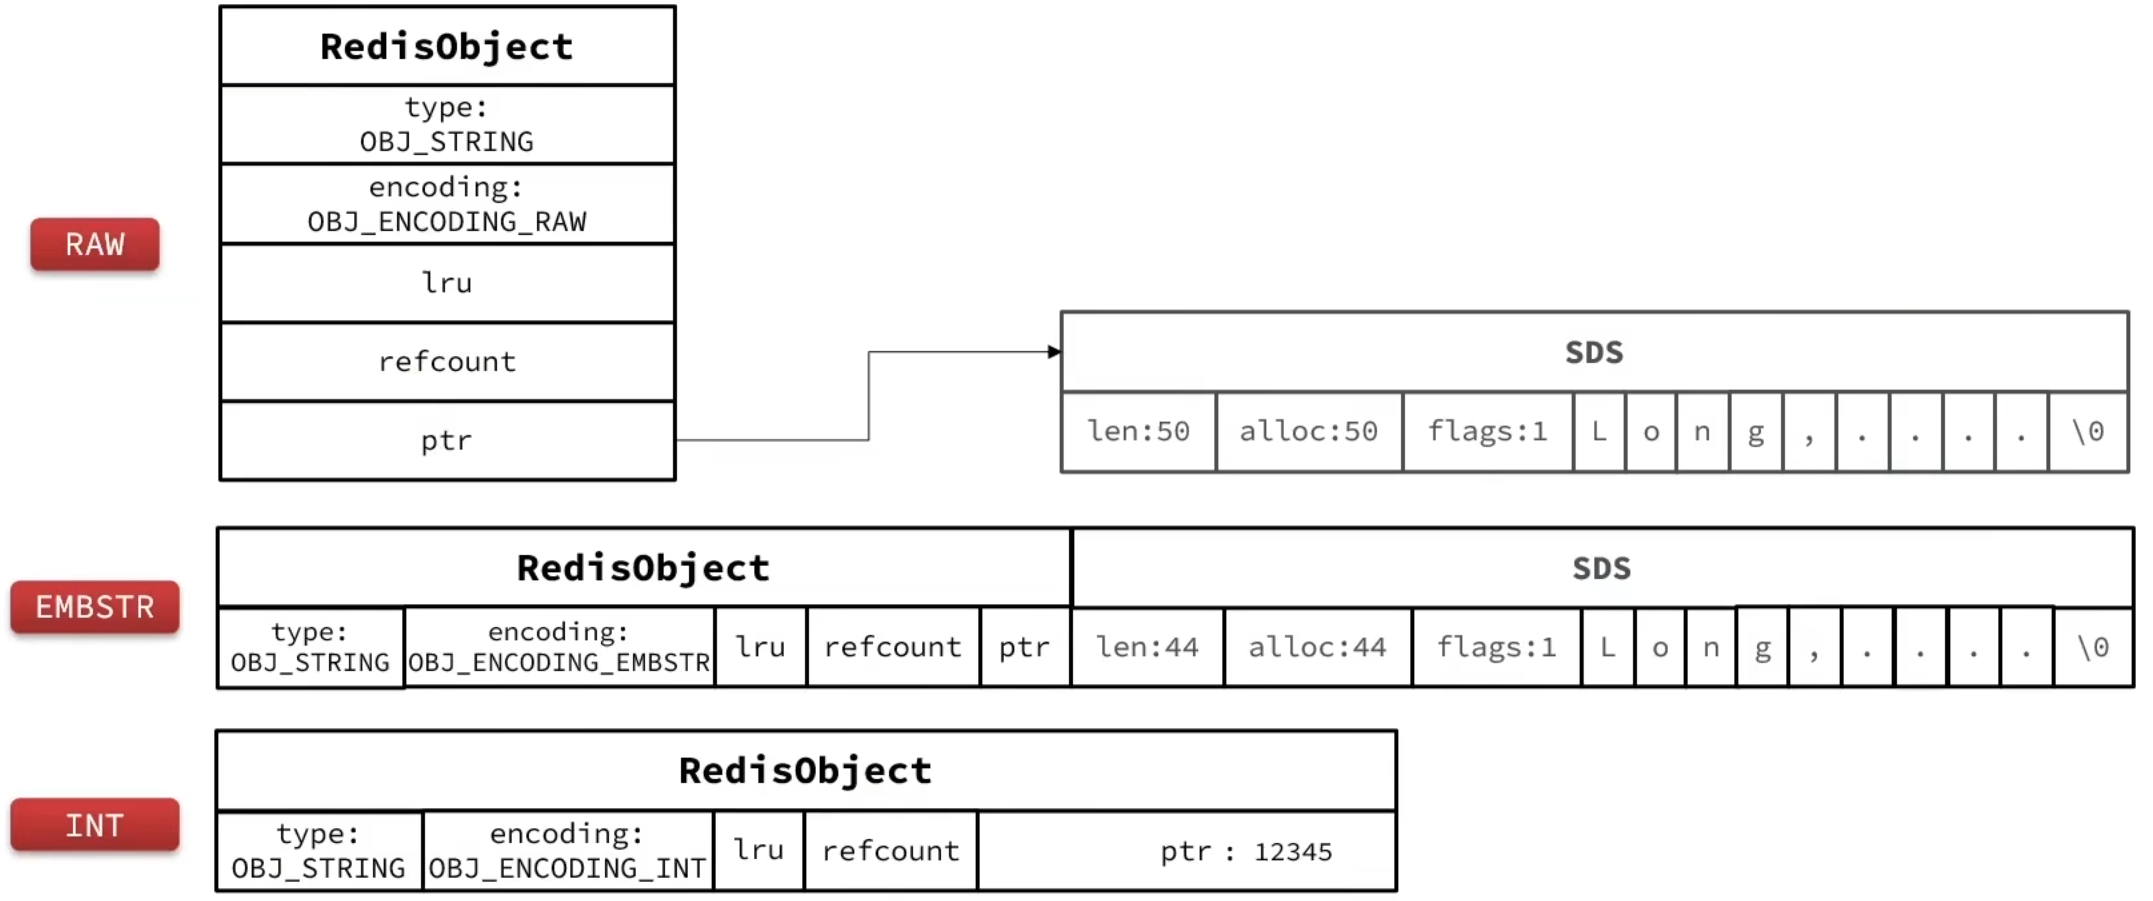 RedisObject
type:
OBJ_STRING
encoding:
OBJ_ENCODING_RAW
RAW
lru
refcount
ptr
SDS
len:50 alloc:50 flags:1 L o n g , . . . . \0
RedisObject SDS
EMBSTR
type:
OBJ_STRING
encoding:
OBJ_ENCODING_EMBSTR
lru refcount ptr len:44 alloc:44 flags:1 L o n g , . . . . \0
RedisObject
INT
type:
OBJ_STRING
encoding:
OBJ_ENCODING_INT
lru refcount ptr : 12345